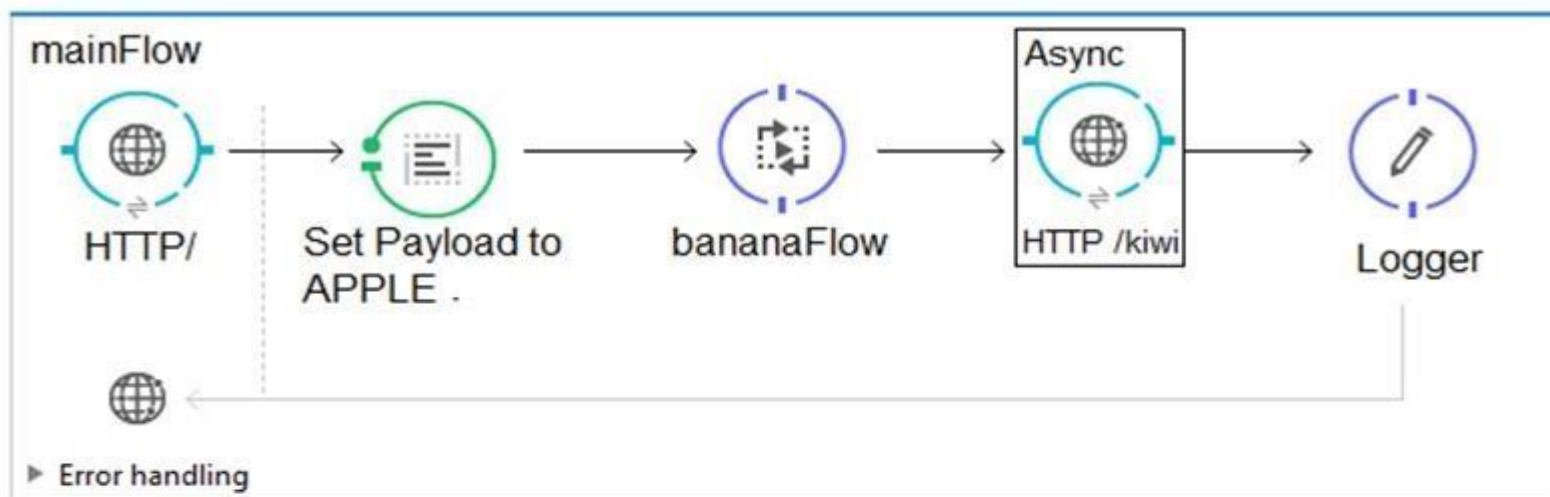 mainFlow
Async
HTTP/
Set Payload to
APPLE .
bananaFlow
HTTP /kiwi
Logger
Error handling